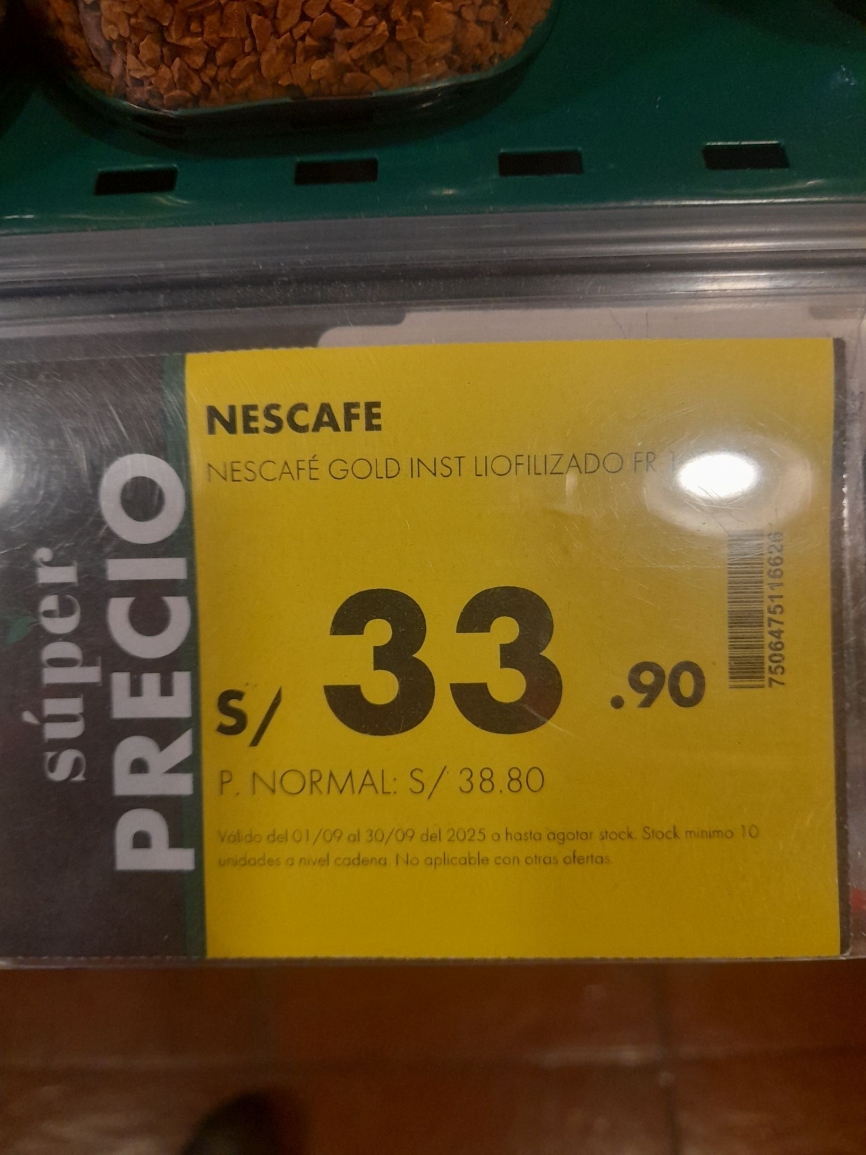 súper
PRECIO
NESCAFE
NESCAFÉ GOLD INST LIOFILIZADO FR
S/ 33 .90
7506475116626
P. NORMAL: S/ 38.80
Válido del 01/09 al 30/09 del 2025 o hasta agotar stock. Stock mínimo 10
unidades a nivel cadena. No aplicable con otras ofertas.